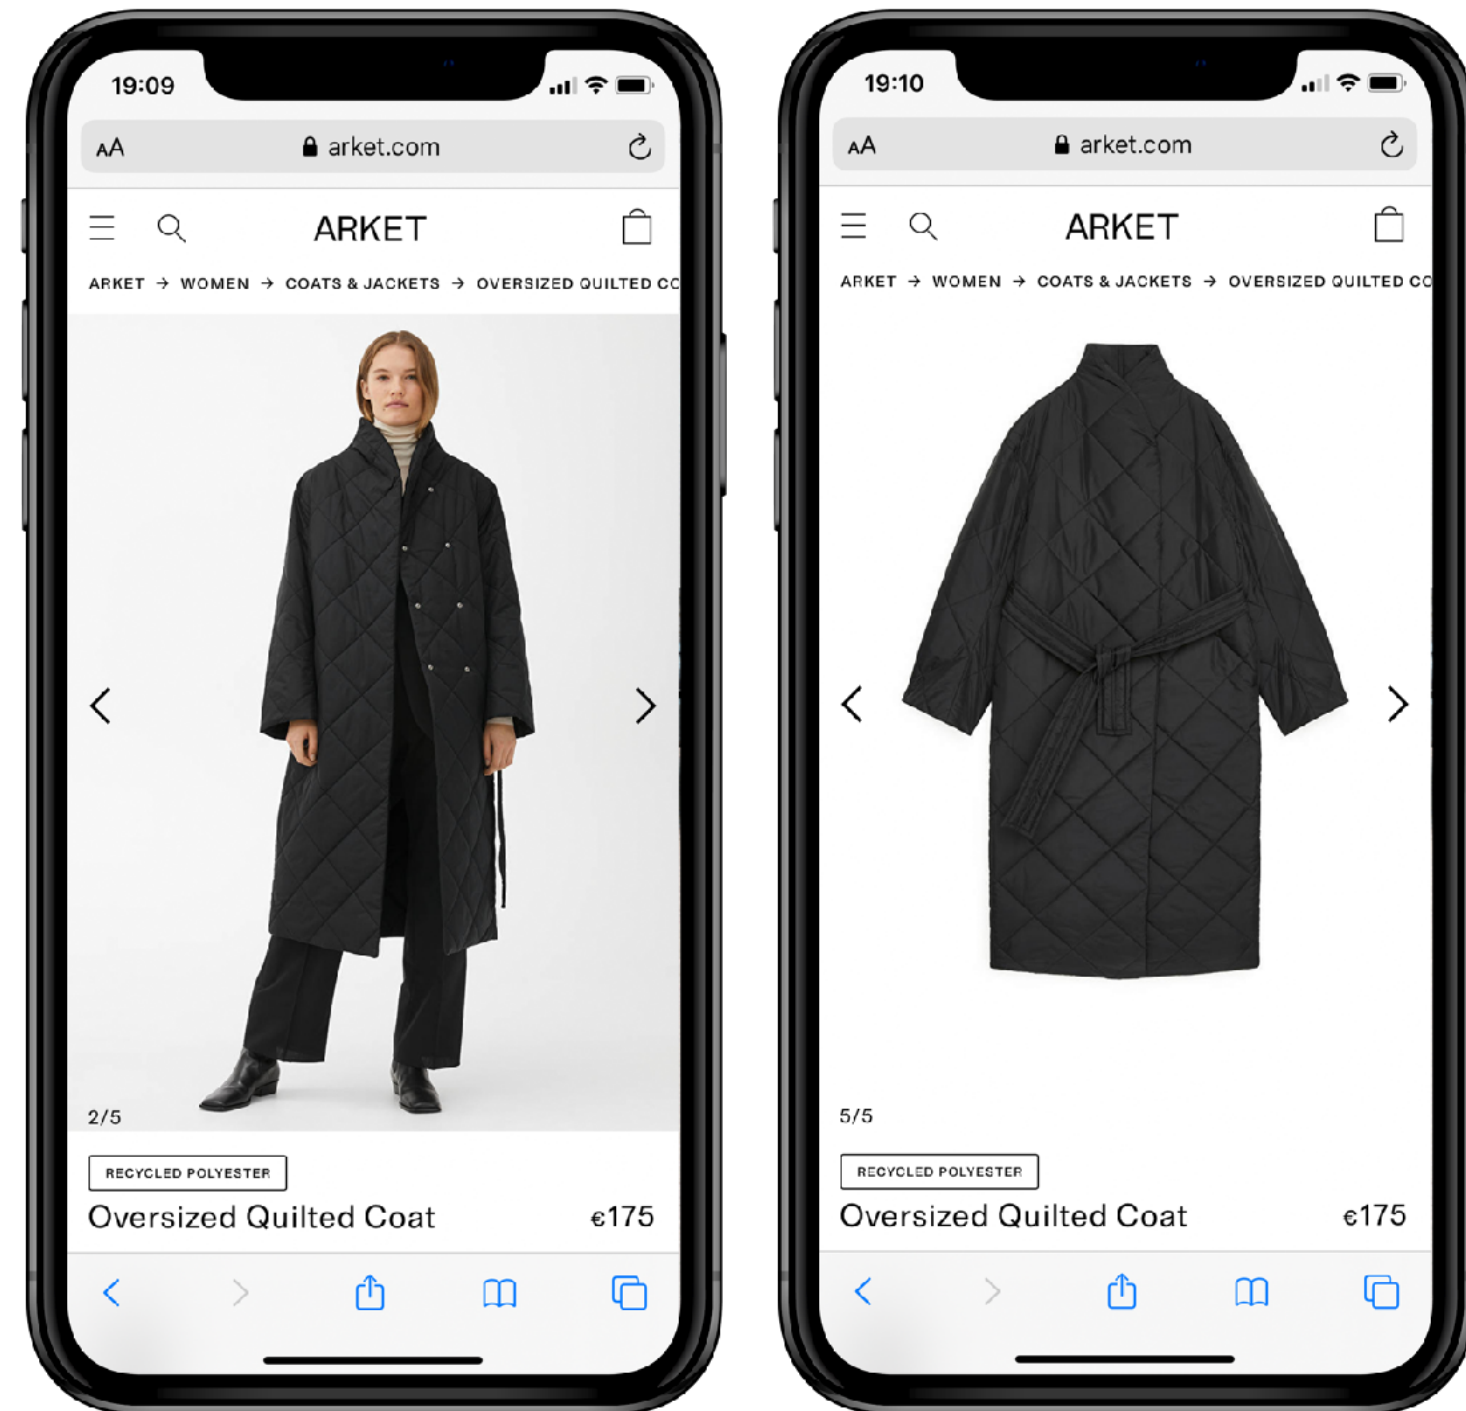 19:09
AA arket.com
ARKET
ARKET → WOMEN → COATS & JACKETS → OVERSIZED QUILTED CO
2/5
RECYCLED POLYESTER
Oversized Quilted Coat €175
19:10
AA arket.com
ARKET
ARKET → WOMEN → COATS & JACKETS → OVERSIZED QUILTED CO
5/5
RECYCLED POLYESTER
Oversized Quilted Coat €175